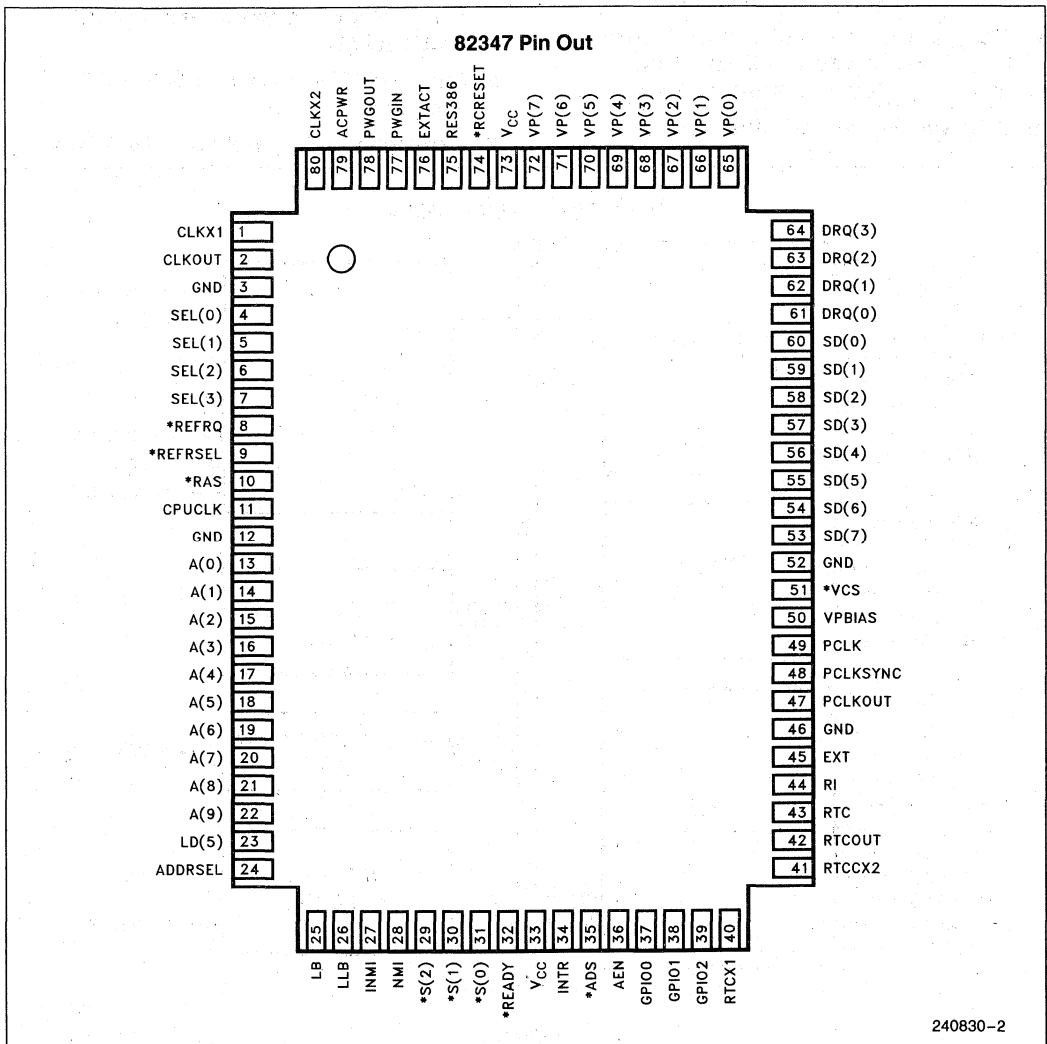 82347 Pin Out
CLKX2
ACPWR
PWGOUT
PWGIN
EXTACT
RES386
*RCRESET
VCC
VP(7)
VP(6)
VP(5)
VP(4)
VP(3)
VP(2)
VP(1)
VP(0)
80
79
78
77
76
75
74
73
72
71
70
69
68
67
66
65
CLKX1 1
CLKOUT 2
GND 3
SEL(0) 4
SEL(1) 5
SEL(2) 6
SEL(3) 7
*REFRQ 8
*REFRSEL 9
*RAS 10
CPUCLK 11
GND 12
A(0) 13
A(1) 14
A(2) 15
A(3) 16
A(4) 17
A(5) 18
A(6) 19
A(7) 20
A(8) 21
A(9) 22
LD(5) 23
ADDRSEL 24
64 DRQ(3)
63 DRQ(2)
62 DRQ(1)
61 DRQ(0)
60 SD(0)
59 SD(1)
58 SD(2)
57 SD(3)
56 SD(4)
55 SD(5)
54 SD(6)
53 SD(7)
52 GND
51 *VCS
50 VPBIAS
49 PCLK
48 PCLKSYNC
47 PCLKOUT
46 GND
45 EXT
44 RI
43 RTC
42 RTCOUT
41 RTCCX2
25
26
27
28
29
30
31
32
33
34
35
36
37
38
39
40
LB
LLB
INMI
NMI
*S(2)
*S(1)
*S(0)
*READY
VCC
INTR
*ADS
AEN
GPIO0
GPIO1
GPIO2
RTCX1
240830-2